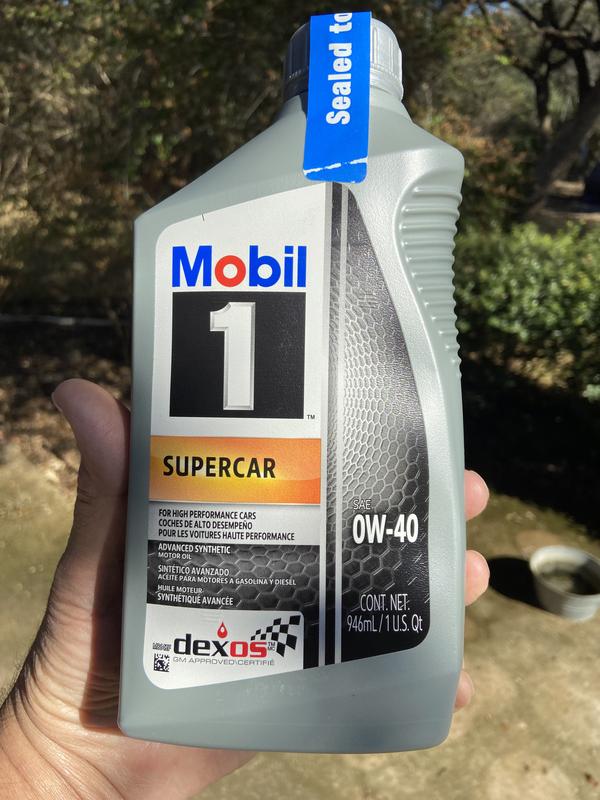 Sealed to
Mobil
1
TM
SUPERCAR
FOR HIGH PERFORMANCE CARS
COCHES DE ALTO DESEMPEÑO
POUR LES VOITURES HAUTE PERFORMANCE
ADVANCED SYNTHETIC
MOTOR OIL
SINTÉTICO AVANZADO
ACEITE PARA MOTORES A GASOLINA Y DIESEL
HUILE MOTEUR
SYNTHÉTIQUE AVANCÉE
SAE
0W-40
CONT. NET.
946mL / 1 U.S. Qt
dexos TM MC
GM APPROVED\CERTIFIÉ